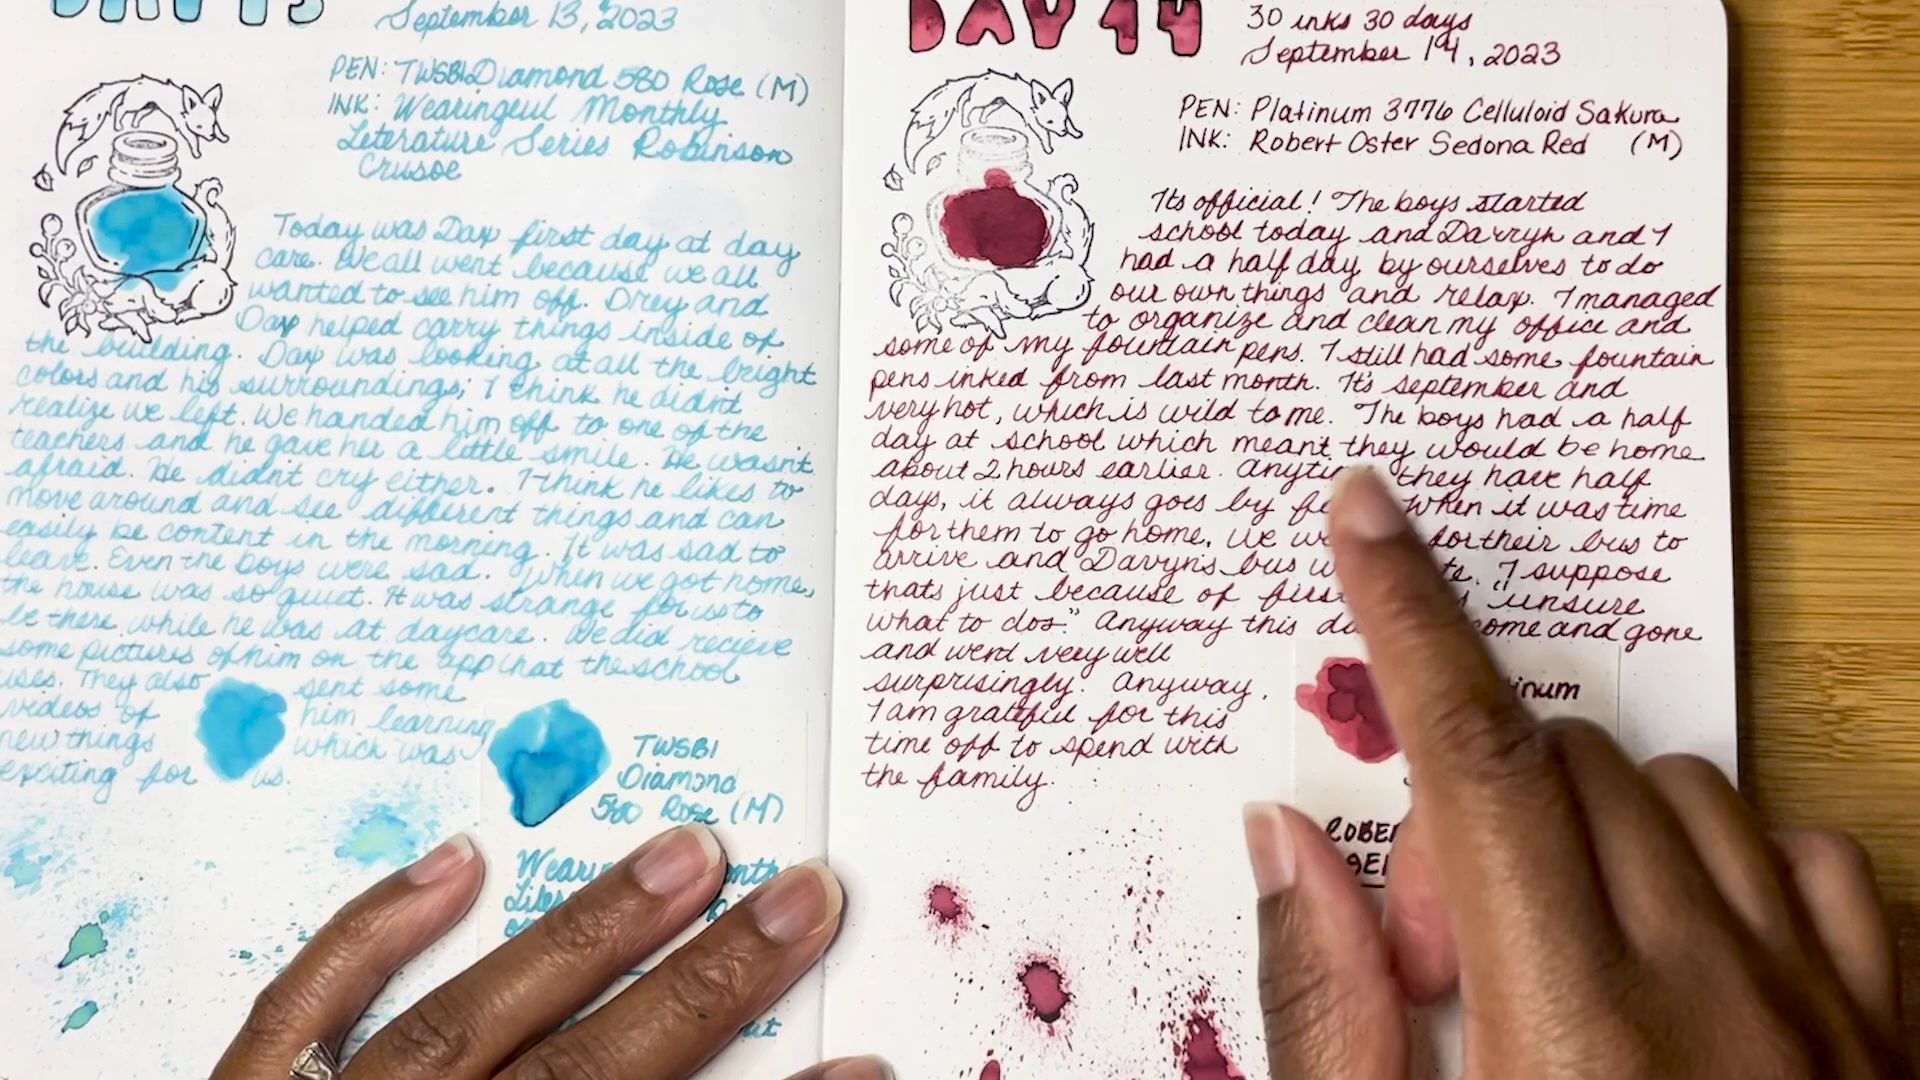 DAY 13
September 13, 2023
PEN: TWSBI Diamond 580 Rose (M)
INK: Wearingeul Monthly
Literature Series Robinson
Crusoe
Today was Dax first day at day
care. We all went because we all
wanted to see him off. Drey and
Dax helped carry things inside of
the building. Dax was looking at all the bright
colors and his surroundings; I think he didn't
realize we left. We handed him off to one of the
teachers and he gave her a little smile. He wasn't
afraid. He didn't cry either. I think he likes to
move around and see different things and can
easily be content in the morning. It was sad to
leave. Even the boys were sad. When we got home,
the house was so quiet. It was strange for us to
be there while he was at daycare. We did recieve
some pictures of him on the app that the school
uses. They also sent some
videos of him learning
new things which was
exciting for us.
TWSBI
Diamond
580 Rose (M)
DAY 14
30 inks 30 days
September 14, 2023
PEN: Platinum 3776 Celluloid Sakura
INK: Robert Oster Sedona Red (M)
Its official! The boys started
school today and Darryn and I
had a half day by ourselves to do
our own things and relax. I managed
to organize and clean my office and
some of my fountain pens. I still had some fountain
pens inked from last month. It's september and
very hot, which is wild to me. The boys had a half
day at school which meant they would be home
about 2 hours earlier. Anyti they have half
days, it always goes by When it was time
for them to go home, we for their bus to
arrive and Davyn's bus I suppose
thats just because of firs "unsure
what to dos." Anyway this come and gone
and went very well
surprisingly. Anyway,
I am grateful for this
time off to spend with
the family.
tinum
ROBE